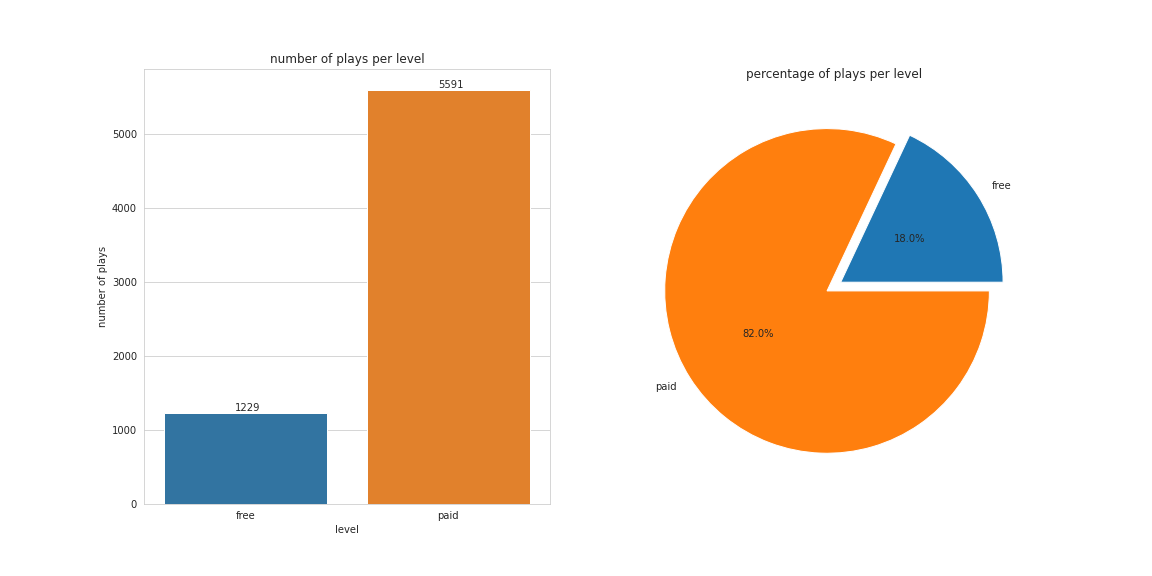 number of plays per level
5591
5000
4000
number of plays
3000
2000
1229
1000
0
free
paid
level
percentage of plays per level
free
18.0%
82.0%
paid